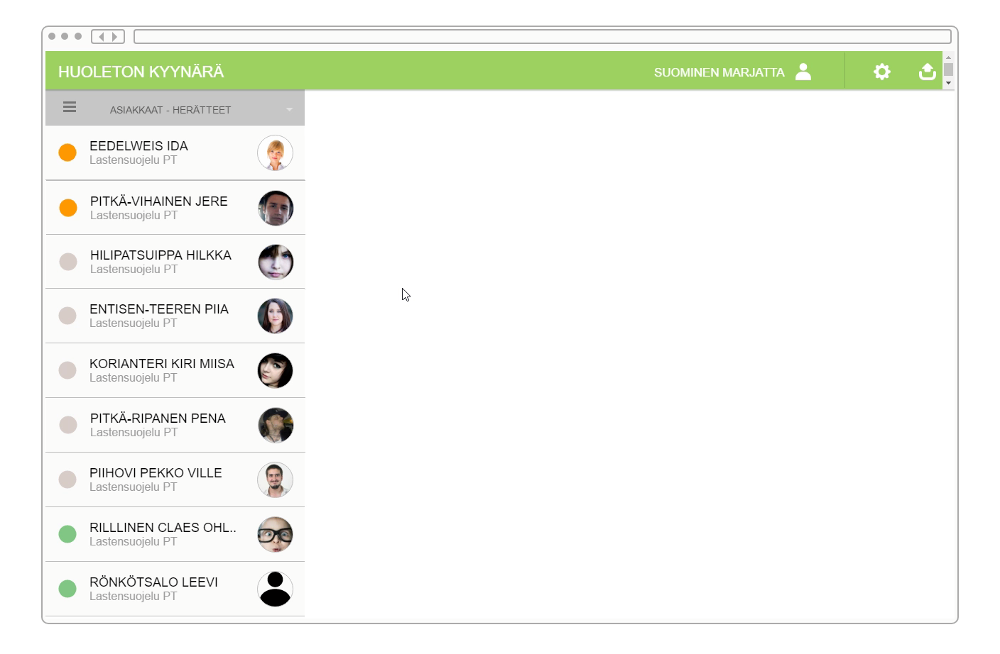 HUOLETON KYYNÄRÄ
SUOMINEN MARJATTA
ASIAKKAAT - HERÄTTEET
EEDELWEIS IDA
Lastensuojelu PT
PITKÄ-VIHAINEN JERE
Lastensuojelu PT
HILIPATSUIPPA HILKKA
Lastensuojelu PT
ENTISEN-TEEREN PIIA
Lastensuojelu PT
KORIANTERI KIRI MIISA
Lastensuojelu PT
PITKÄ-RIPANEN PENA
Lastensuojelu PT
PIIHOVI PEKKO VILLE
Lastensuojelu PT
RILLLINEN CLAES OHL..
Lastensuojelu PT
RÖNKÖTSALO LEEVI
Lastensuojelu PT